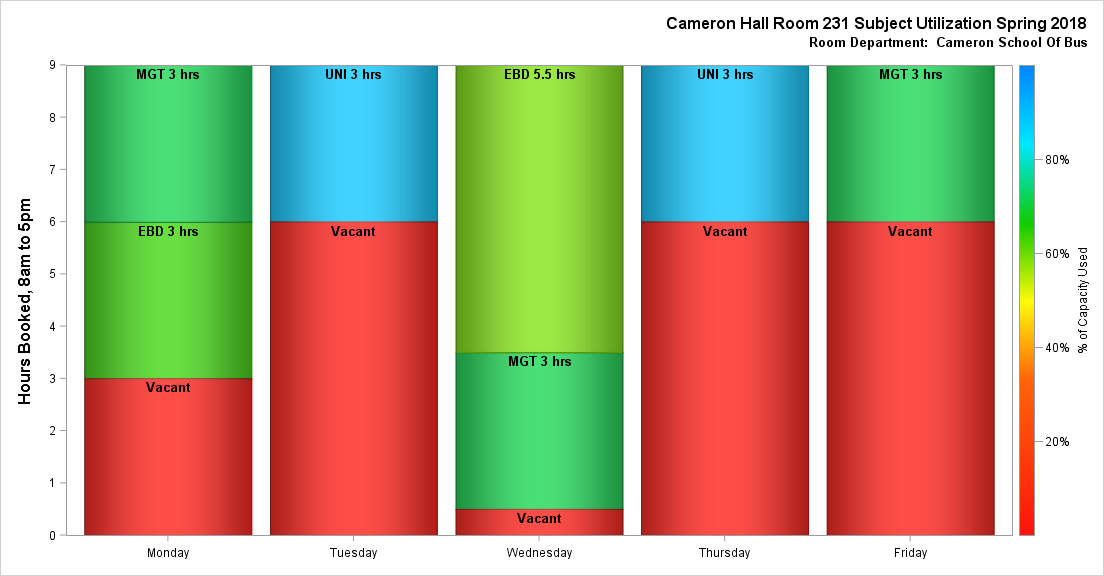 Cameron Hall Room 231 Subject Utilization Spring 2018
Room Department:  Cameron School Of Bus
Hours Booked, 8am to 5pm
9
8
7
6
5
4
3
2
1
0
MGT 3 hrs
EBD 3 hrs
Vacant
UNI 3 hrs
Vacant
EBD 5.5 hrs
MGT 3 hrs
Vacant
UNI 3 hrs
Vacant
MGT 3 hrs
Vacant
Monday
Tuesday
Wednesday
Thursday
Friday
80%
60%
40%
20%
% of Capacity Used